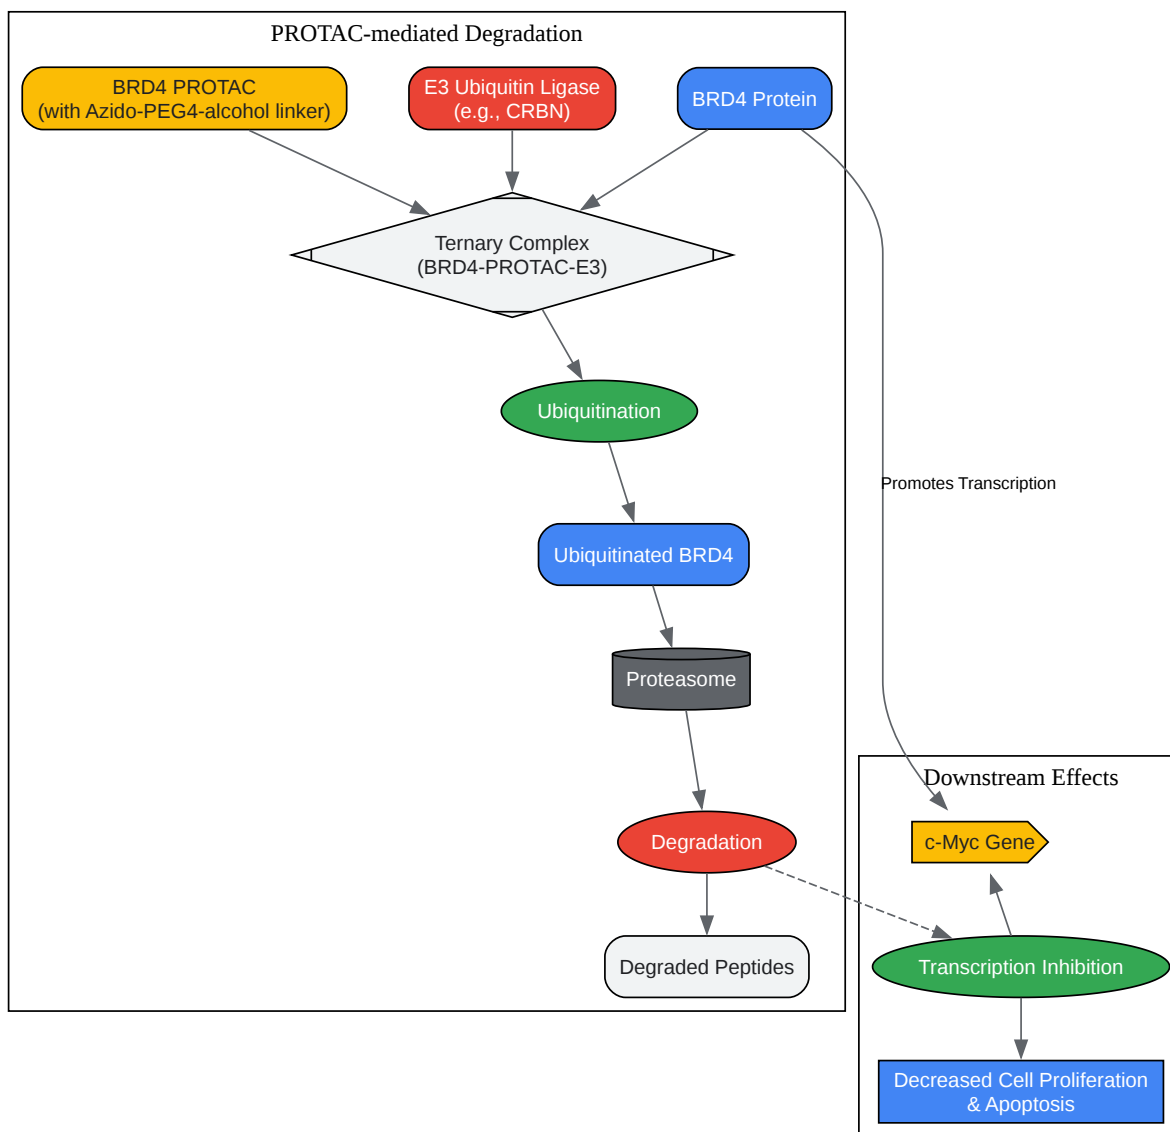 PROTAC-mediated Degradation
BRD4 PROTAC
(with Azido-PEG4-alcohol linker)
E3 Ubiquitin Ligase
(e.g., CRBN)
BRD4 Protein
Ternary Complex
(BRD4-PROTAC-E3)
Ubiquitination
Promotes Transcription
Ubiquitinated BRD4
Proteasome
Downstream Effects
Degradation
c-Myc Gene
Degraded Peptides
Transcription Inhibition
Decreased Cell Proliferation
& Apoptosis